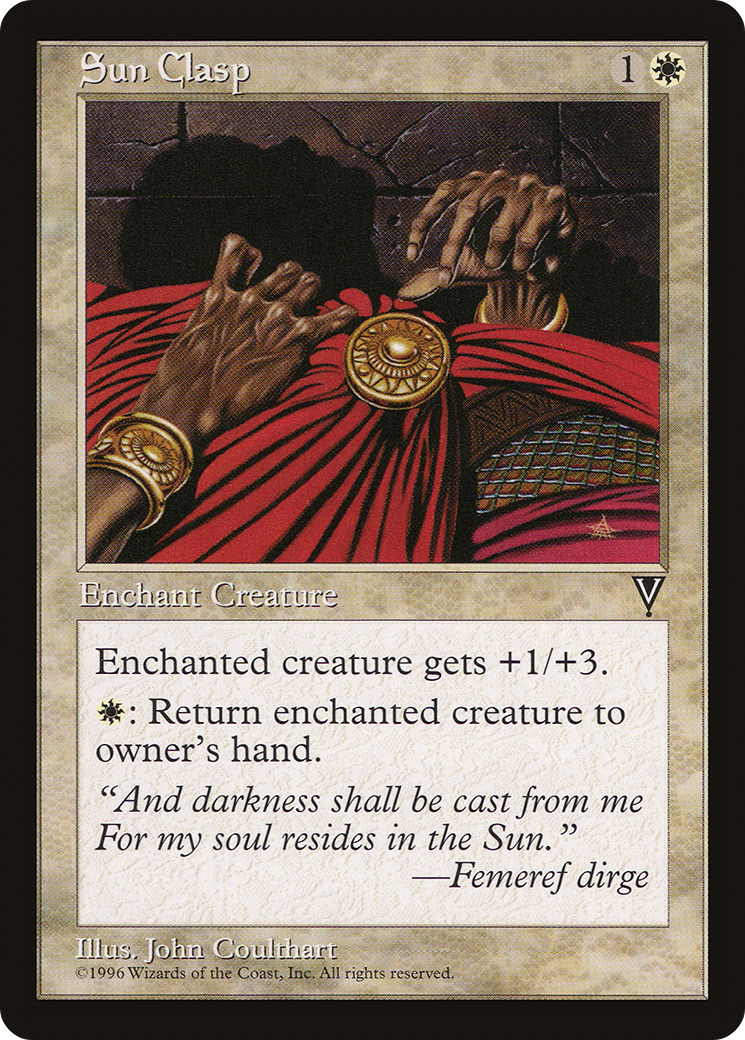 Sun Clasp 1
Enchant Creature V
Enchanted creature gets +1/+3.
: Return enchanted creature to
owner's hand.
“And darkness shall be cast from me
For my soul resides in the Sun.”
—Femeref dirge
Illus. John Coulthart
©1996 Wizards of the Coast, Inc. All rights reserved.